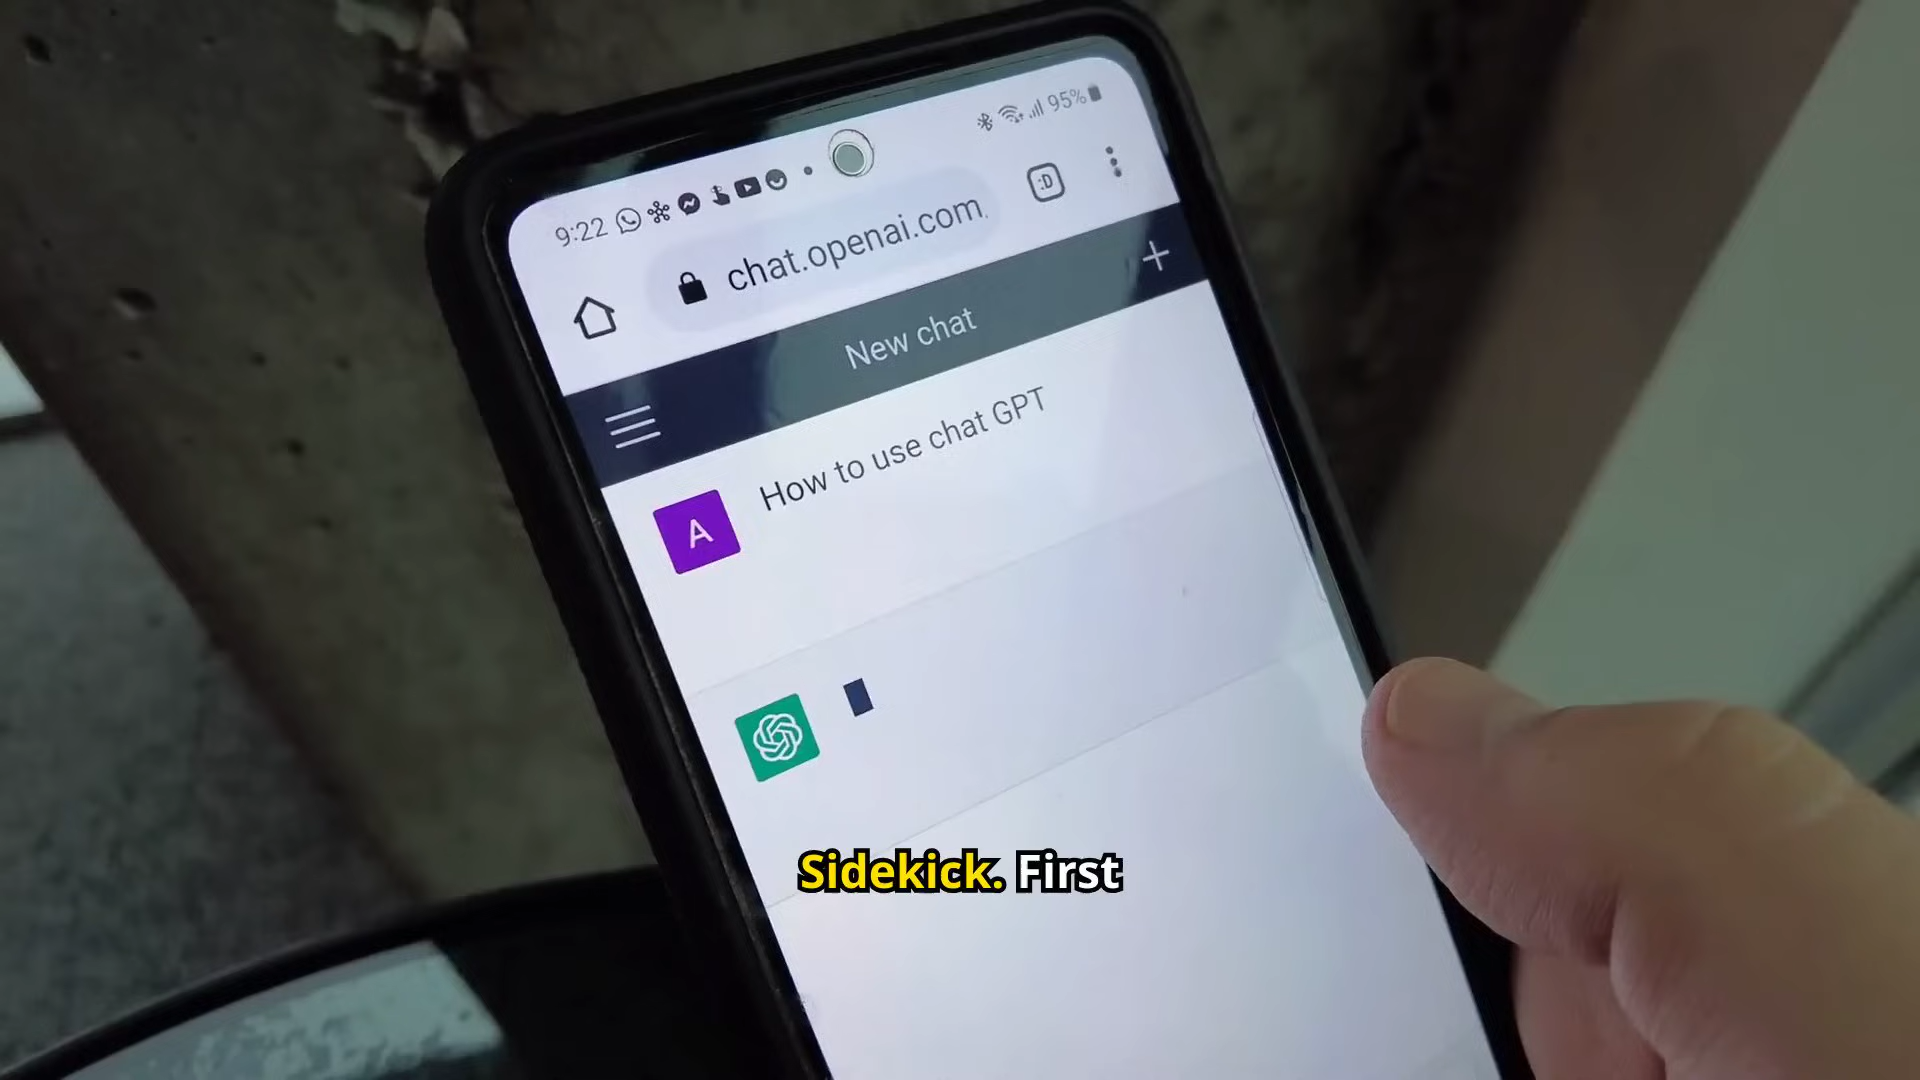 9:22
95%
chat.openai.com
:D
New chat
+
How to use chat GPT
A
Sidekick. First